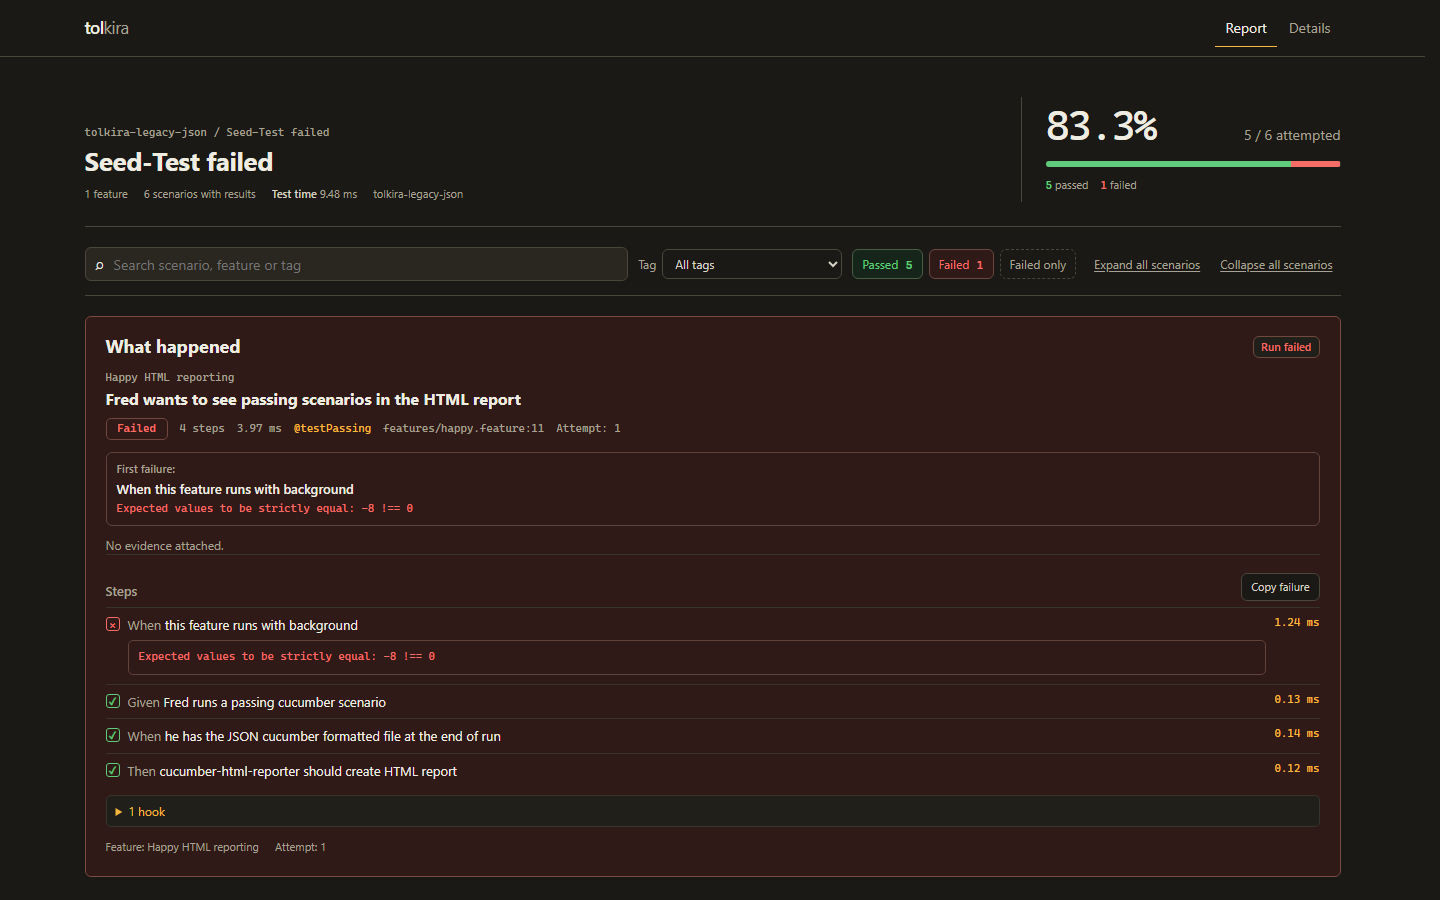 tolkira
Report Details
tolkira-legacy-json / Seed-Test failed
Seed-Test failed
1 feature 6 scenarios with results Test time 9.48 ms tolkira-legacy-json
83.3% 5 / 6 attempted
5 passed 1 failed
Search scenario, feature or tag Tag All tags Passed 5 Failed 1 Failed only Expand all scenarios Collapse all scenarios
What happened Run failed
Happy HTML reporting
Fred wants to see passing scenarios in the HTML report
Failed 4 steps 3.97 ms @testPassing features/happy.feature:11 Attempt: 1
First failure:
When this feature runs with background
Expected values to be strictly equal: -8 !== 0
No evidence attached.
Steps Copy failure
When this feature runs with background 1.24 ms
Expected values to be strictly equal: -8 !== 0
Given Fred runs a passing cucumber scenario 0.13 ms
When he has the JSON cucumber formatted file at the end of run 0.14 ms
Then cucumber-html-reporter should create HTML report 0.12 ms
1 hook
Feature: Happy HTML reporting Attempt: 1